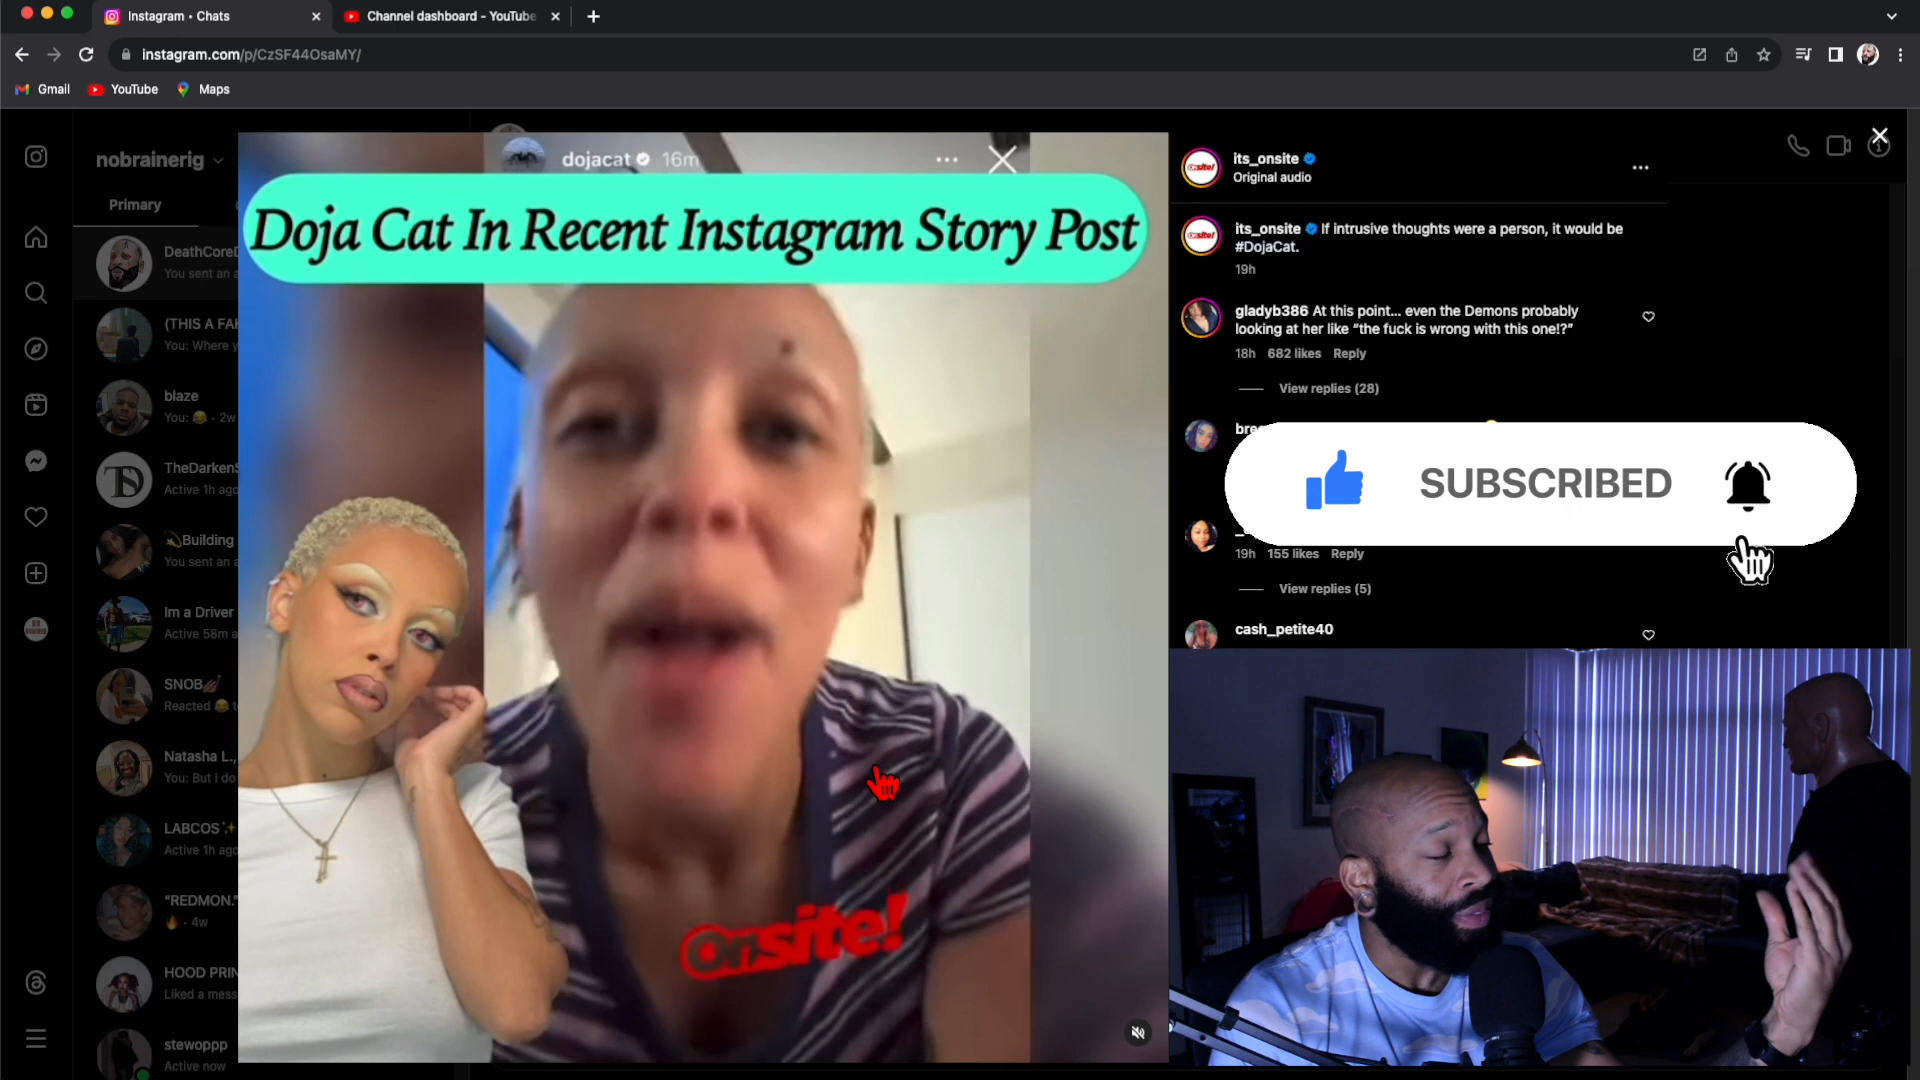 Instagram • Chats
Channel dashboard - YouTube
instagram.com/p/CzSF44OsaMY/
Gmail
YouTube
Maps
nobrainerig
Primary
DeathCoreD
You sent an a
(THIS A FAK
You: Where y
blaze
You: 😂 · 2w
TheDarkenS
Active 1h ago
💫Building
You sent an a
Im a Driver
Active 58m a
SNOB💅🏾
Reacted 😂 to
Natasha L.,
You: But I do
LABCOS✨
Active 1h ago
"REDMON."
🔥 · 4w
HOOD PRIN
Liked a mess
stewoppp
Active now
dojacat 16m
Doja Cat In Recent Instagram Story Post
Onsite!
its_onsite
Original audio
its_onsite If intrusive thoughts were a person, it would be
#DojaCat.
19h
gladyb386 At this point... even the Demons probably
looking at her like "the fuck is wrong with this one!?"
18h 682 likes Reply
View replies (28)
SUBSCRIBED
19h 155 likes Reply
View replies (5)
cash_petite40